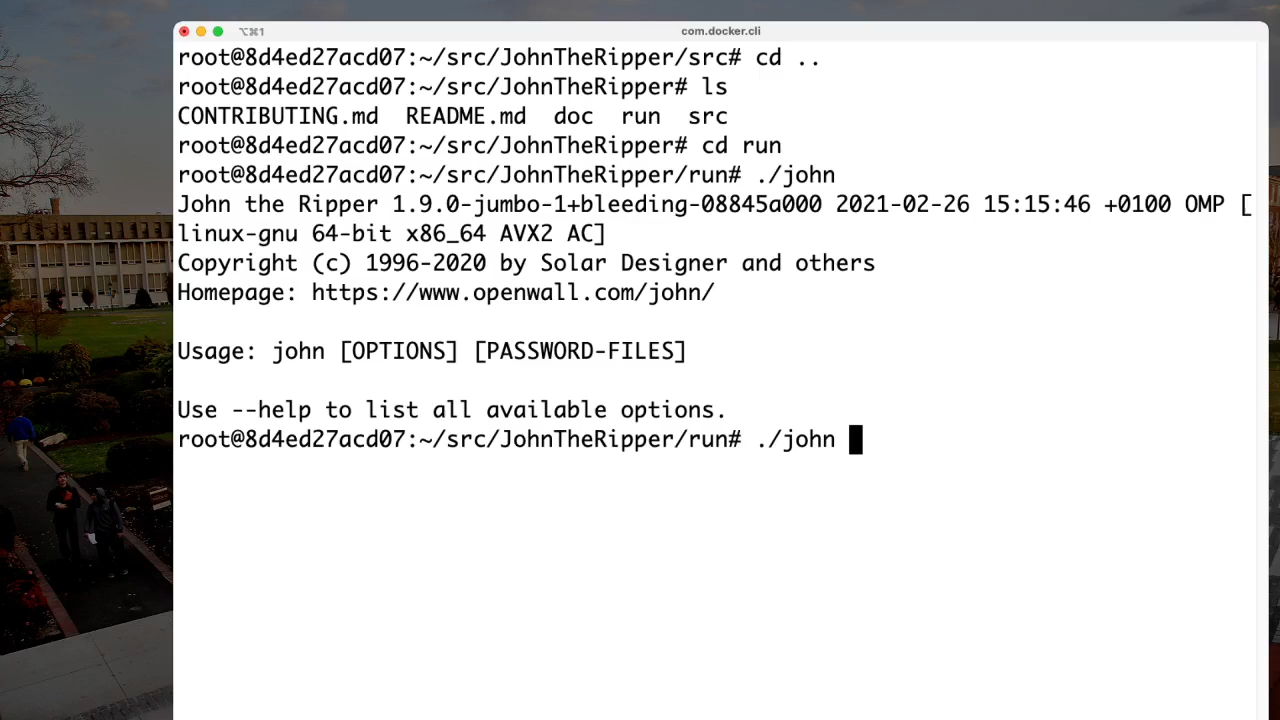 ⌥⌘1
com.docker.cli
root@8d4ed27acd07:~/src/JohnTheRipper/src# cd ..
root@8d4ed27acd07:~/src/JohnTheRipper# ls
CONTRIBUTING.md  README.md  doc  run  src
root@8d4ed27acd07:~/src/JohnTheRipper# cd run
root@8d4ed27acd07:~/src/JohnTheRipper/run# ./john
John the Ripper 1.9.0-jumbo-1+bleeding-08845a000 2021-02-26 15:15:46 +0100 OMP [
linux-gnu 64-bit x86_64 AVX2 AC]
Copyright (c) 1996-2020 by Solar Designer and others
Homepage: https://www.openwall.com/john/
Usage: john [OPTIONS] [PASSWORD-FILES]
Use --help to list all available options.
root@8d4ed27acd07:~/src/JohnTheRipper/run# ./john